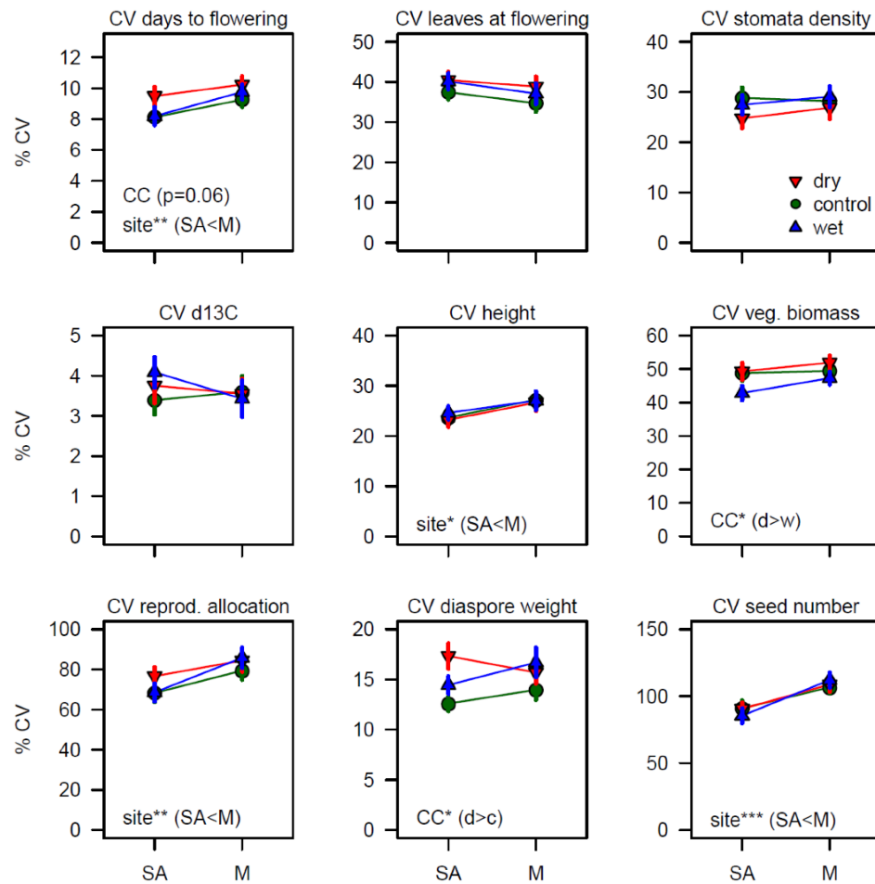 CV days to flowering
CV leaves at flowering
CV stomata density
% CV
12
10
8
6
4
2
0
CC (p=0.06)
site** (SA<M)
50
40
30
20
10
0
40
30
20
10
0
dry
control
wet
CV d13C
CV height
CV veg. biomass
% CV
5
4
3
2
1
0
40
30
20
10
0
site* (SA<M)
60
50
40
30
20
10
0
CC* (d>w)
CV reprod. allocation
CV diaspore weight
CV seed number
% CV
100
80
60
40
20
0
site** (SA<M)
20
15
10
5
0
CC* (d>c)
150
100
50
0
site*** (SA<M)
SA M
SA M
SA M